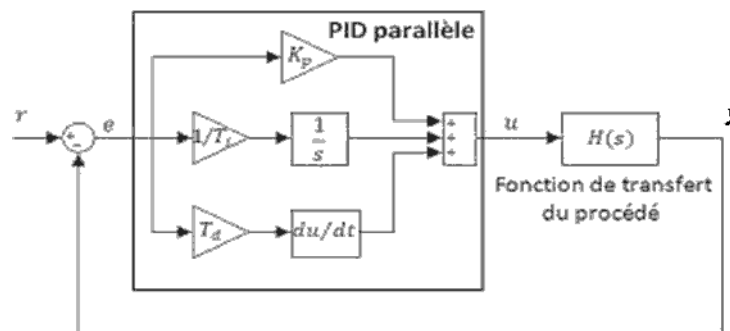 PID parallèle
K_p
r
e
1/T_i
1/s
+
-
+
+
+
u
H(s)
T_d
du/dt
Fonction de transfert
du procédé